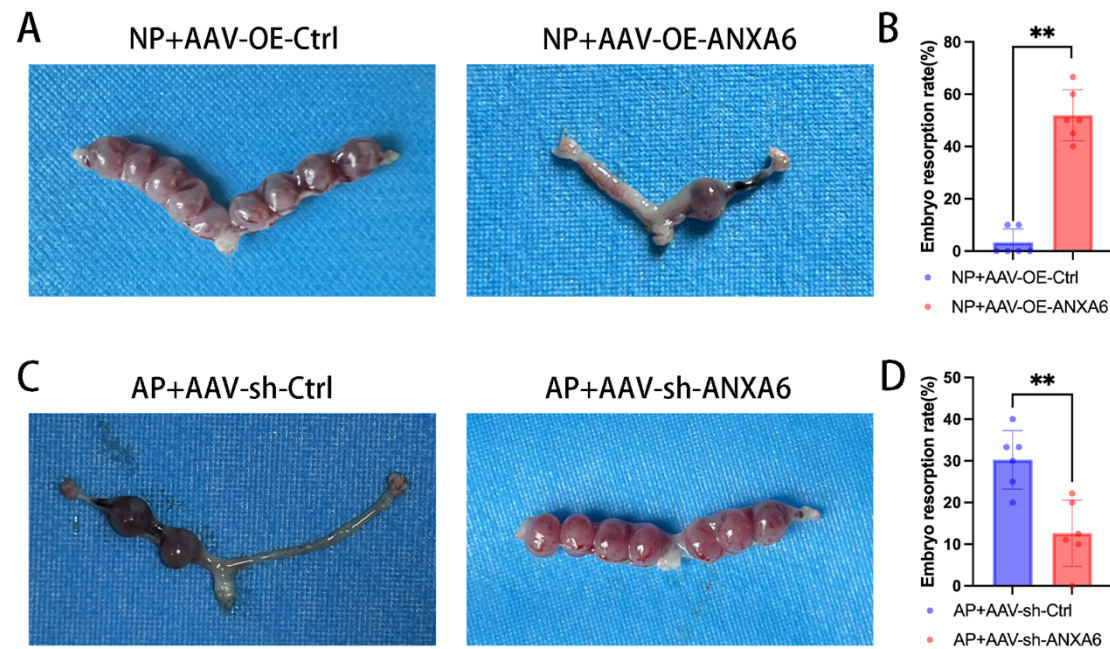 A
NP+AAV-OE-Ctrl
NP+AAV-OE-ANXA6
B
**
Embryo resorption rate(%)
80
60
40
20
0
NP+AAV-OE-Ctrl
NP+AAV-OE-ANXA6
C
AP+AAV-sh-Ctrl
AP+AAV-sh-ANXA6
D
**
Embryo resorption rate(%)
50
40
30
20
10
0
AP+AAV-sh-Ctrl
AP+AAV-sh-ANXA6